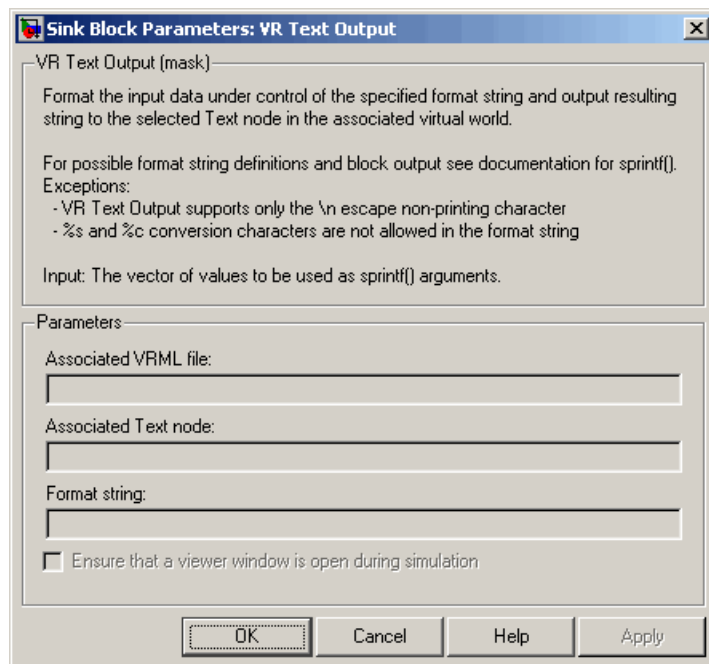 Sink Block Parameters: VR Text Output
VR Text Output (mask)
Format the input data under control of the specified format string and output resulting
string to the selected Text node in the associated virtual world.
For possible format string definitions and block output see documentation for sprintf().
Exceptions:
- VR Text Output supports only the \n escape non-printing character
- %s and %c conversion characters are not allowed in the format string
Input: The vector of values to be used as sprintf() arguments.
Parameters
Associated VRML file:
Associated Text node:
Format string:
Ensure that a viewer window is open during simulation
OK Cancel Help Apply